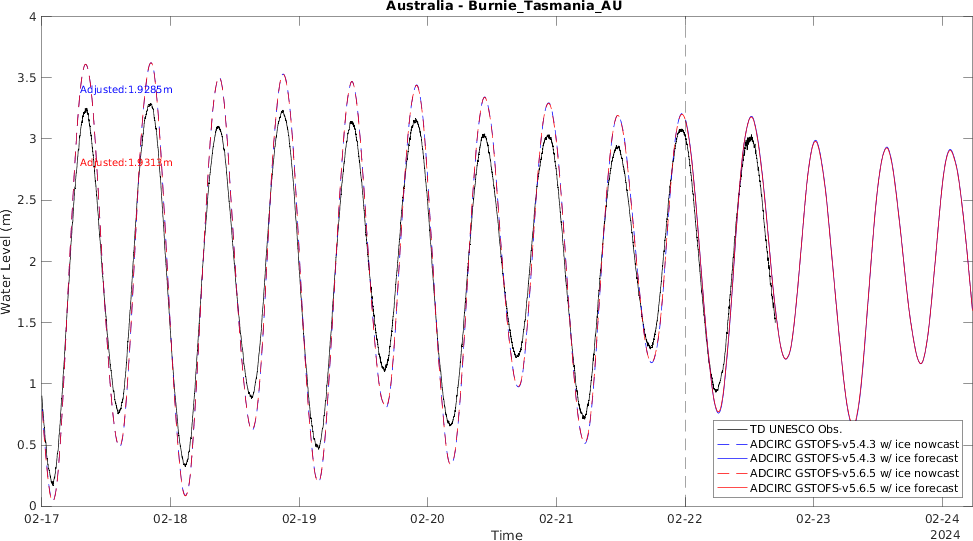 Australia - Burnie_Tasmania_AU
4
3.5
3
2.5
2
1.5
1
0.5
0
Water Level (m)
Adjusted:1.9285m
Adjusted:1.9313m
TD UNESCO Obs.
ADCIRC GSTOFS-v5.4.3 w/ ice nowcast
ADCIRC GSTOFS-v5.4.3 w/ ice forecast
ADCIRC GSTOFS-v5.6.5 w/ ice nowcast
ADCIRC GSTOFS-v5.6.5 w/ ice forecast
02-17 02-18 02-19 02-20 02-21 02-22 02-23 02-24
Time
2024